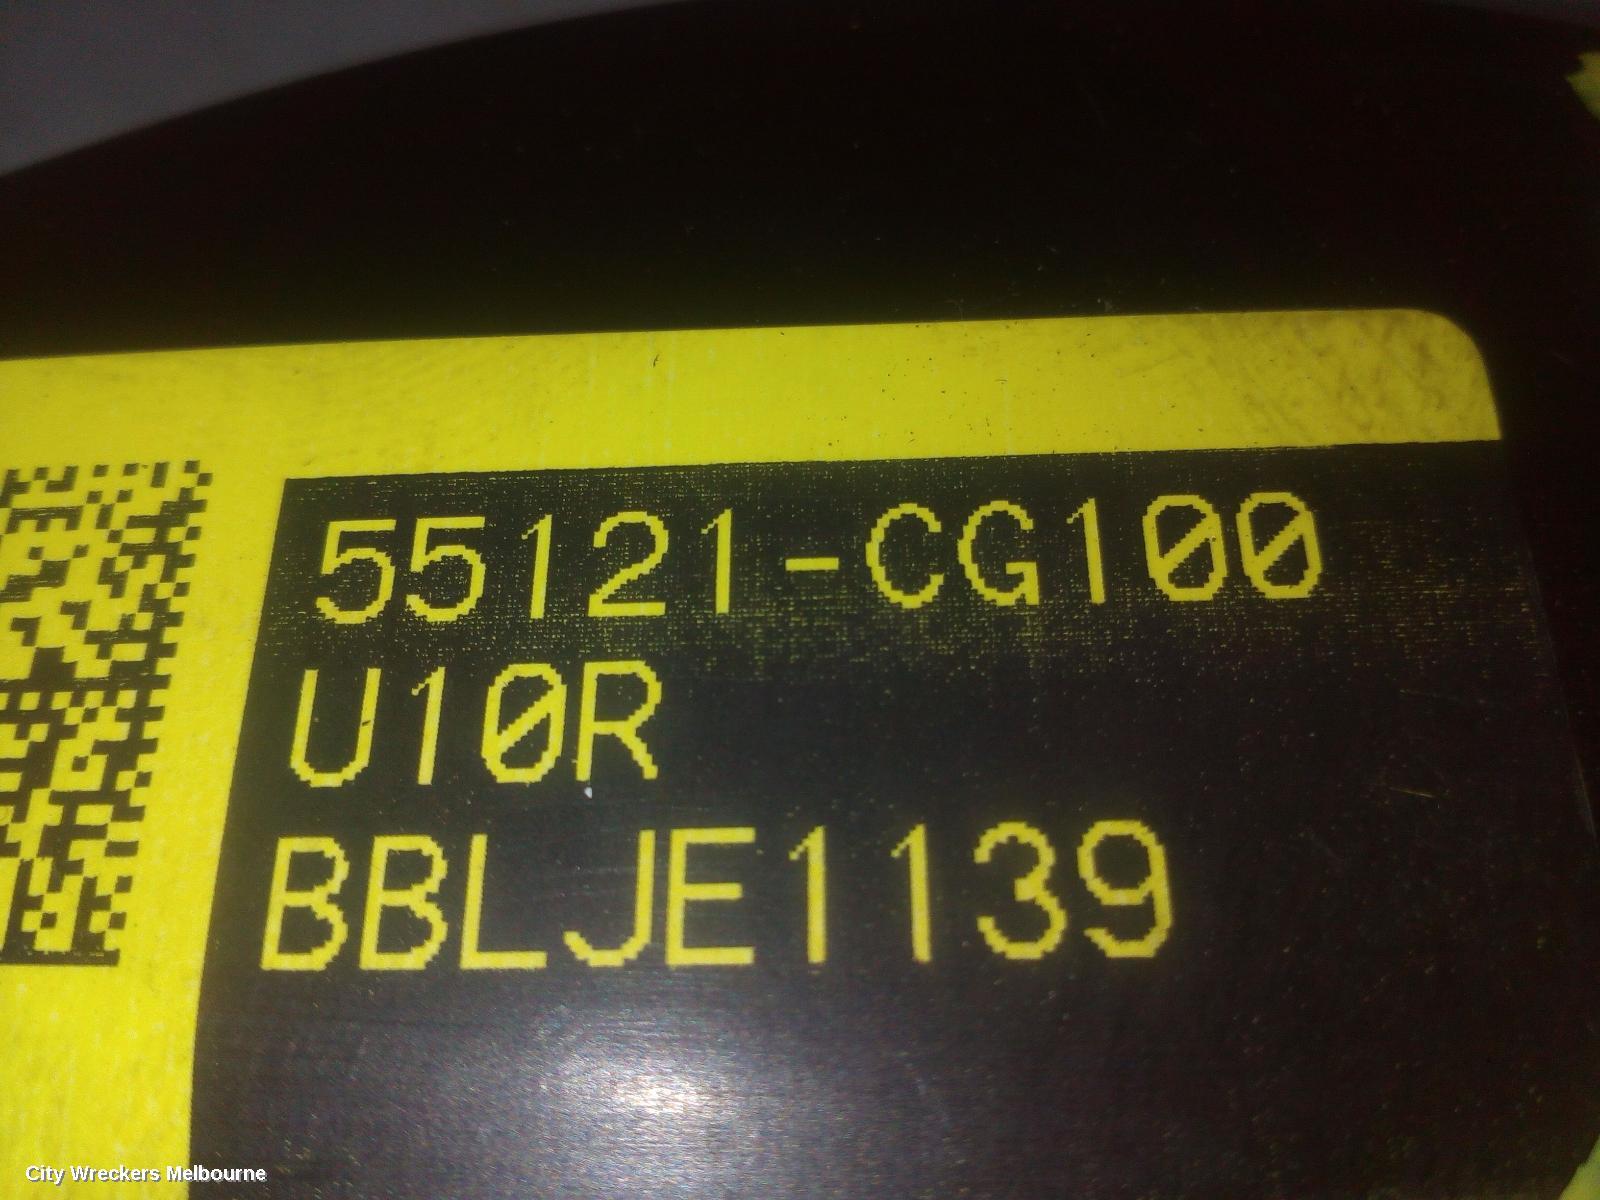 55121-CG100
U10R
BBLJE1139
City Wreckers Melbourne